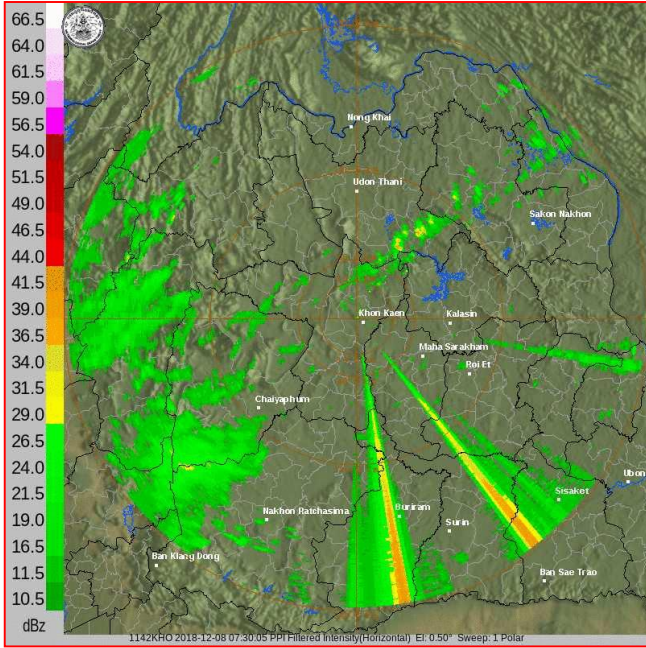 66.5
64.0
61.5
59.0
56.5
54.0
51.5
49.0
46.5
44.0
41.5
39.0
36.5
34.0
31.5
29.0
26.5
24.0
21.5
19.0
16.5
11.5
10.5
dBz
Nong Khai
Udon Thani
Sakon Nakhon
Khon Kaen
Kalasin
Maha Sarakham
Roi Et
Chaiyaphum
Ubon
Sisaket
Nakhon Ratchasima
Buriram
Surin
Ban Klang Dong
Ban Sae Trao
1142KHO 2018-12-08 07:30:05 PPI Filtered Intensity(Horizontal) El: 0.50° Sweep: 1 Polar